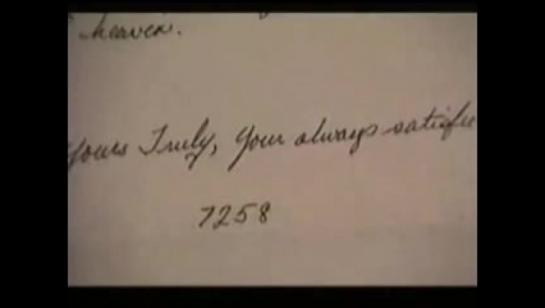 heaven.
Yours Truly, your always satisfie
7258